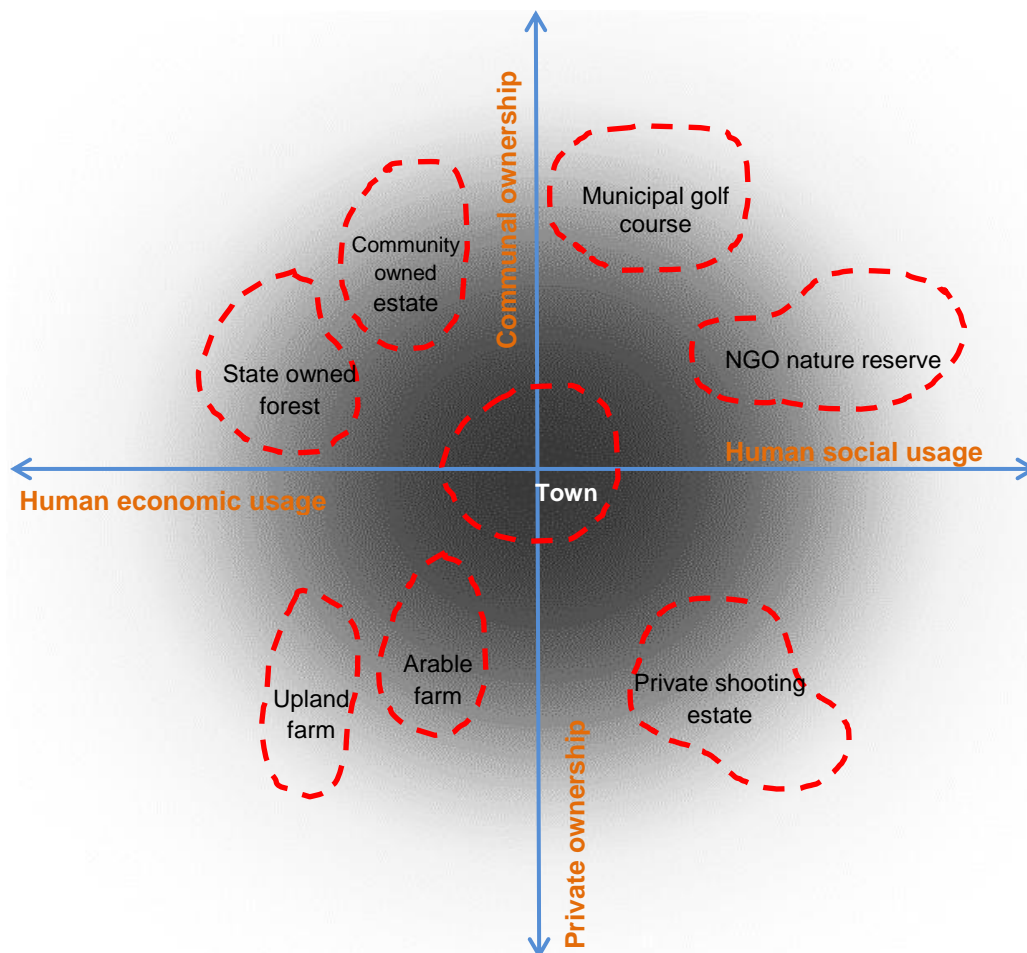 Communal ownership
Municipal golf
course
Community
owned
estate
State owned
forest
NGO nature reserve
Human social usage
Human economic usage
Town
Arable
farm
Upland
farm
Private shooting
estate
Private ownership